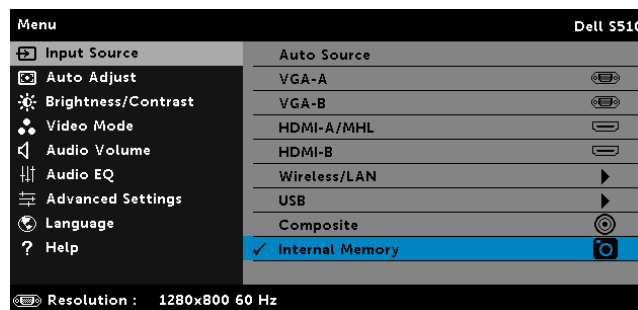 Menu
Dell S510
Input Source
Auto Adjust
Brightness/Contrast
Video Mode
Audio Volume
Audio EQ
Advanced Settings
Language
Help
Auto Source
VGA-A
VGA-B
HDMI-A/MHL
HDMI-B
Wireless/LAN
USB
Composite
Internal Memory
Resolution : 1280x800 60 Hz